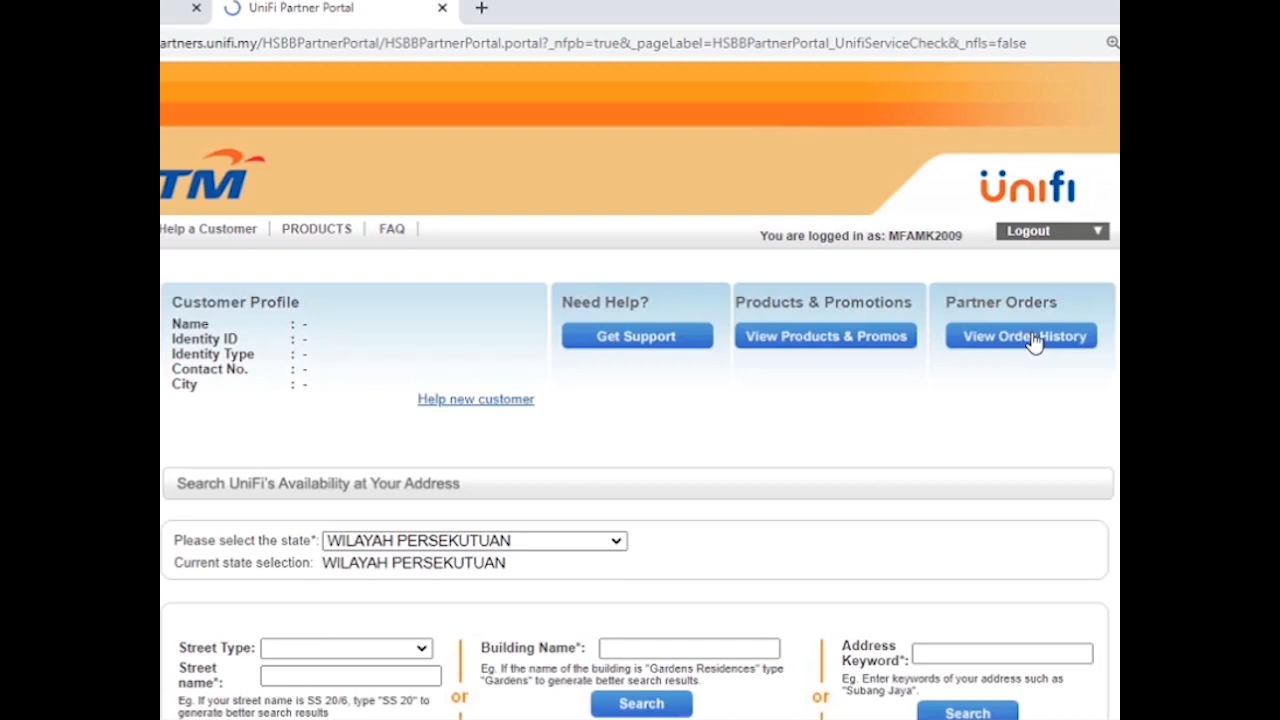 UniFi Partner Portal
artners.unifi.my/HSBBPartnerPortal/HSBBPartnerPortal.portal?_nfpb=true&_pageLabel=HSBBPartnerPortal_UnifiServiceCheck&_nfls=false
TM
unifi
Help a Customer | PRODUCTS | FAQ |
You are logged in as: MFAMK2009
Logout
Customer Profile
Name : -
Identity ID : -
Identity Type : -
Contact No. : -
City : -
Help new customer
Need Help?
Get Support
Products & Promotions
View Products & Promos
Partner Orders
View Order History
Search UniFi's Availability at Your Address
Please select the state*: WILAYAH PERSEKUTUAN
Current state selection: WILAYAH PERSEKUTUAN
Street Type:
Street
name*:
Eg. If your street name is SS 20/6, type "SS 20" to
generate better search results
or
Building Name*:
Eg. If the name of the building is "Gardens Residences" type
"Gardens" to generate better search results.
Search
or
Address
Keyword*:
Eg. Enter keywords of your address such as
"Subang Jaya".
Search